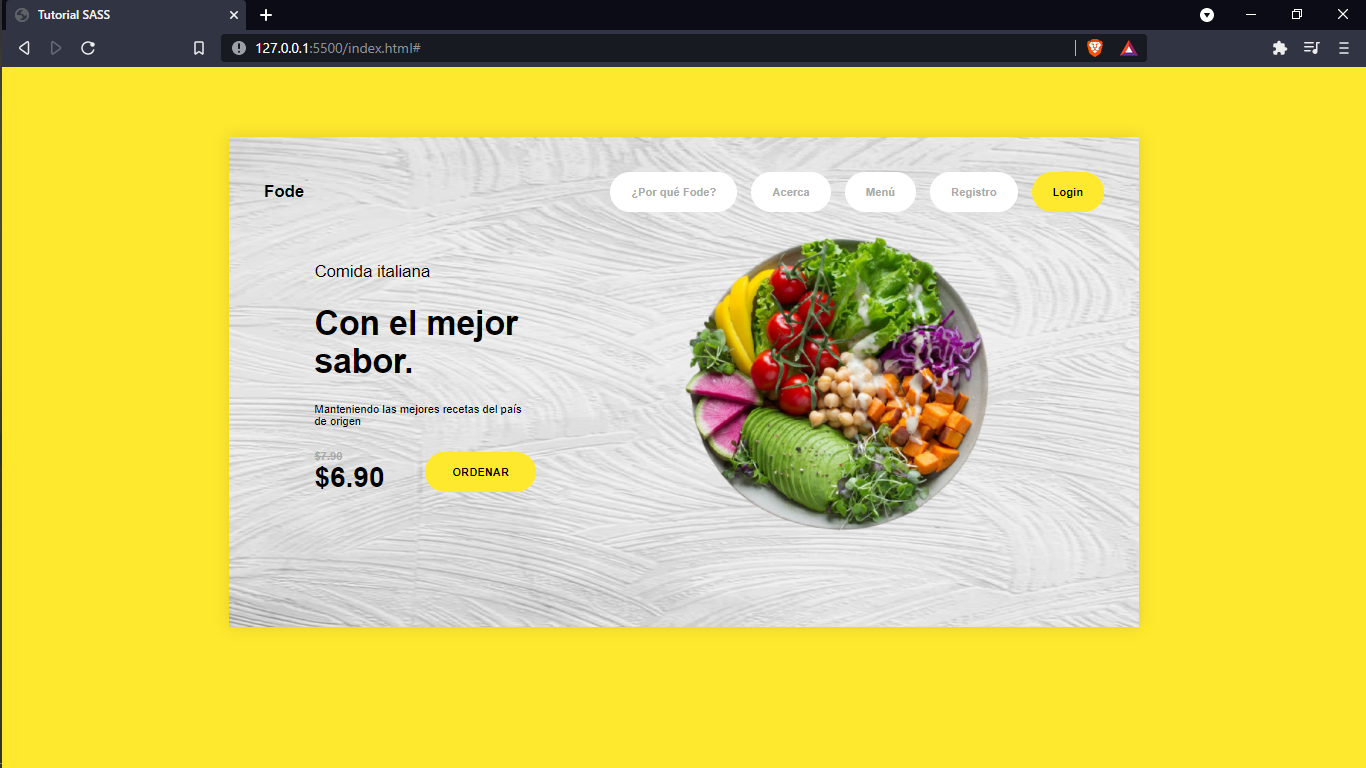 Tutorial SASS
127.0.0.1:5500/index.html#
Fode
¿Por qué Fode?
Acerca
Menú
Registro
Login
Comida italiana
Con el mejor
sabor.
Manteniendo las mejores recetas del país
de origen
$7.90
$6.90
ORDENAR